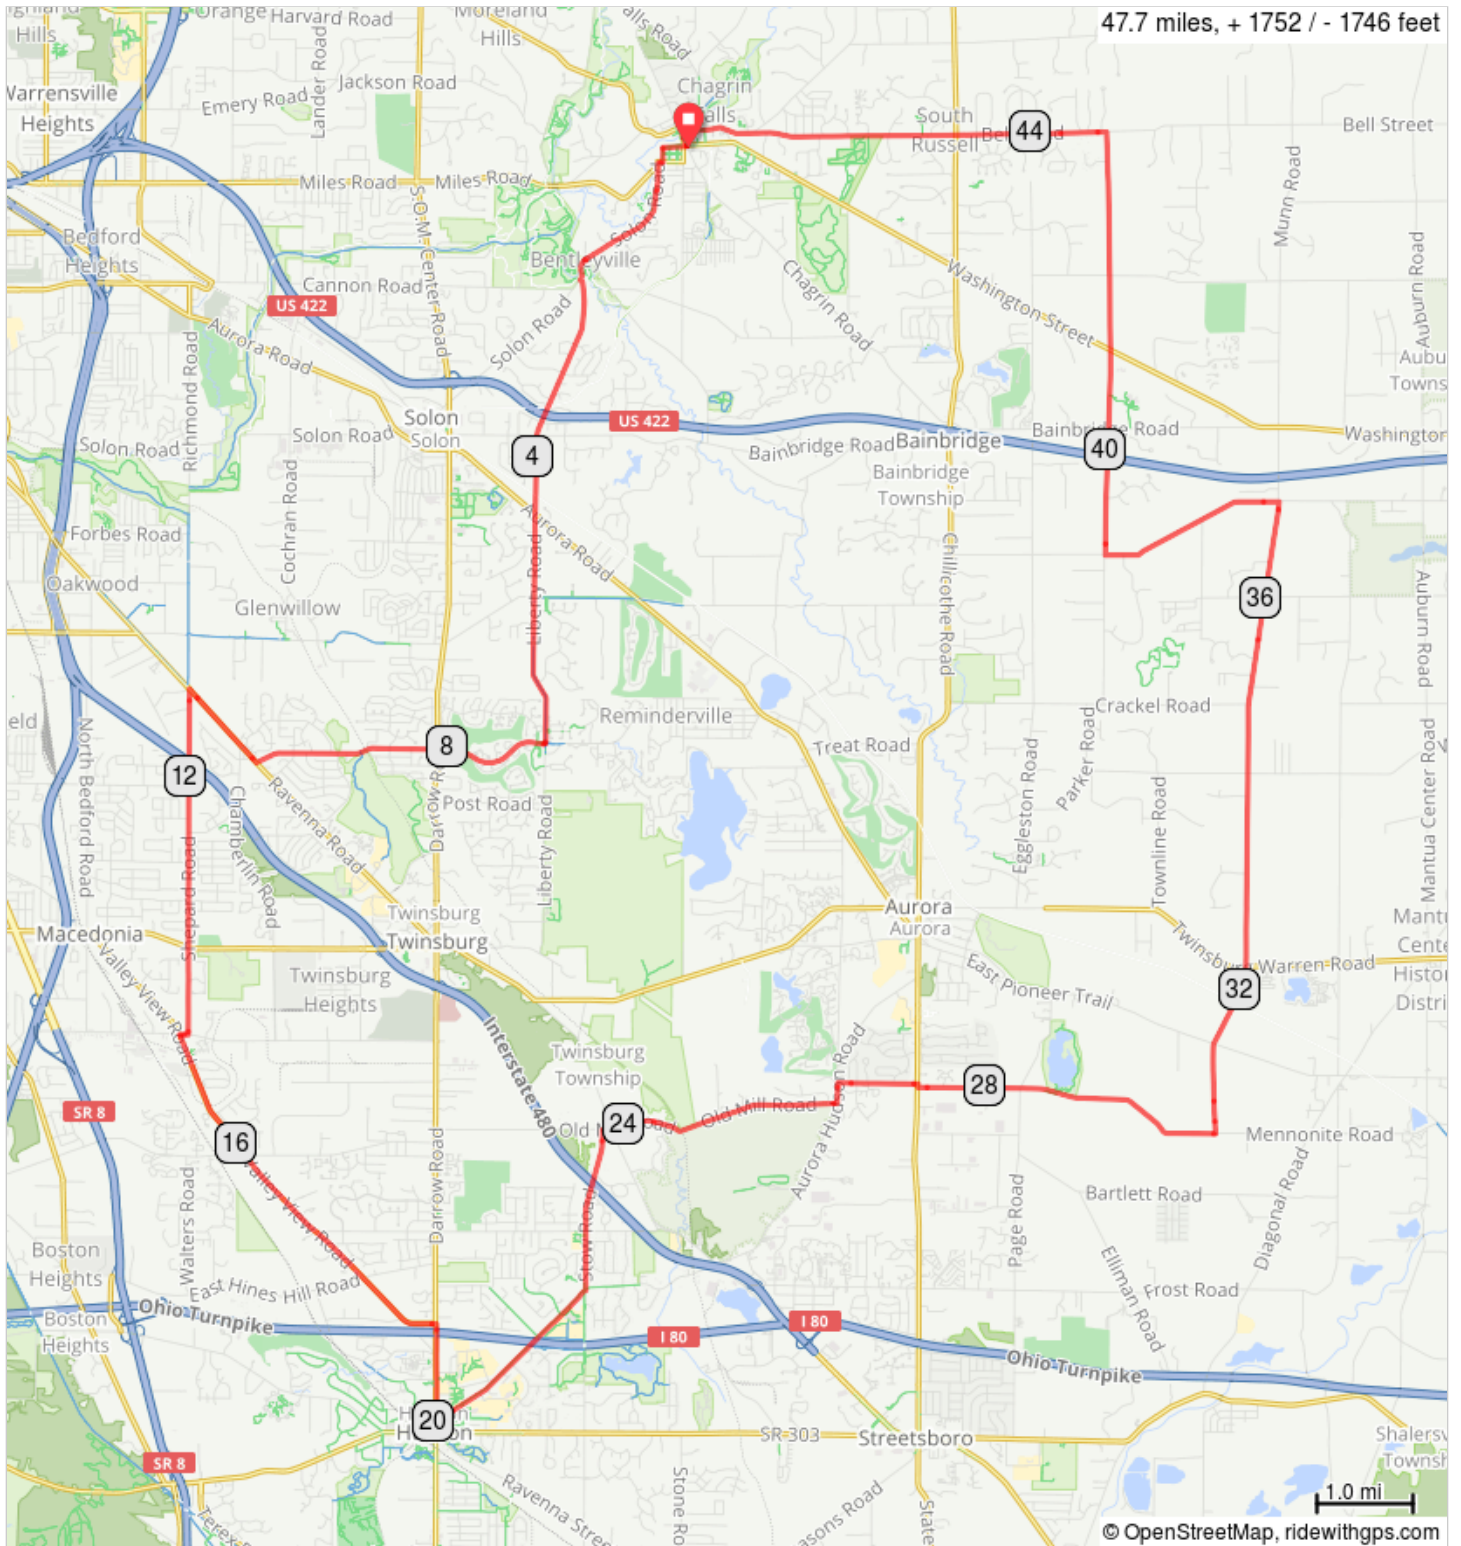 47.7 miles, + 1752 / - 1746 feet
Hills
Orange
Harvard Road
Moreland
Hills
Lander Road
Jackson Road
Emery Road
Warrensville
Heights
Chagrin
Falls
South
Russell
44
Bell Street
Miles Road
Miles Road
S.O.M. Center Road
Solon Road
Munn Road
Bedford
Heights
Bentleyville
Cannon Road
US 422
Chagrin Road
Washington Street
Auburn Road
Solon Road
Aurora Road
Richmond Road
Solon
Solon
US 422
Solon Road
Solon Road
4
Bainbridge Road
Bainbridge
Bainbridge
Township
Bainbridge Road
40
Washington
Forbes Road
Cochran Road
Aurora Road
Liberty Road
Chillicothe Road
Oakwood
Glenwillow
36
Auburn Road
Reminderville
Crackel Road
Parker Road
Treat Road
8
12
North Bedford Road
Chamberlin Road
Ravenna Road
Post Road
Liberty Road
Eggleston Road
Townline Road
Mantua Center Road
Shepard Road
Macedonia
Valley View Road
Twinsburg
Twinsburg
Twinsburg
Heights
Aurora
Aurora
Warren Road
32
East Pioneer Trail
Interstate 480
Twinsburg
Township
Aurora Hudson Road
SR 8
16
24
Old Mill Road
28
Mennonite Road
Darrow Road
Valley View Road
Walters Road
Stow Road
Page Road
Bartlett Road
Diagonal Road
Boston
Heights
East Hines Hill Road
Elliman Road
Frost Road
Ohio Turnpike
Boston
Heights
I 80
I 80
Ohio Turnpike
20
SR 303
Streetsboro
SR 8
Ravenna
1.0 mi
© OpenStreetMap, ridewithgps.com